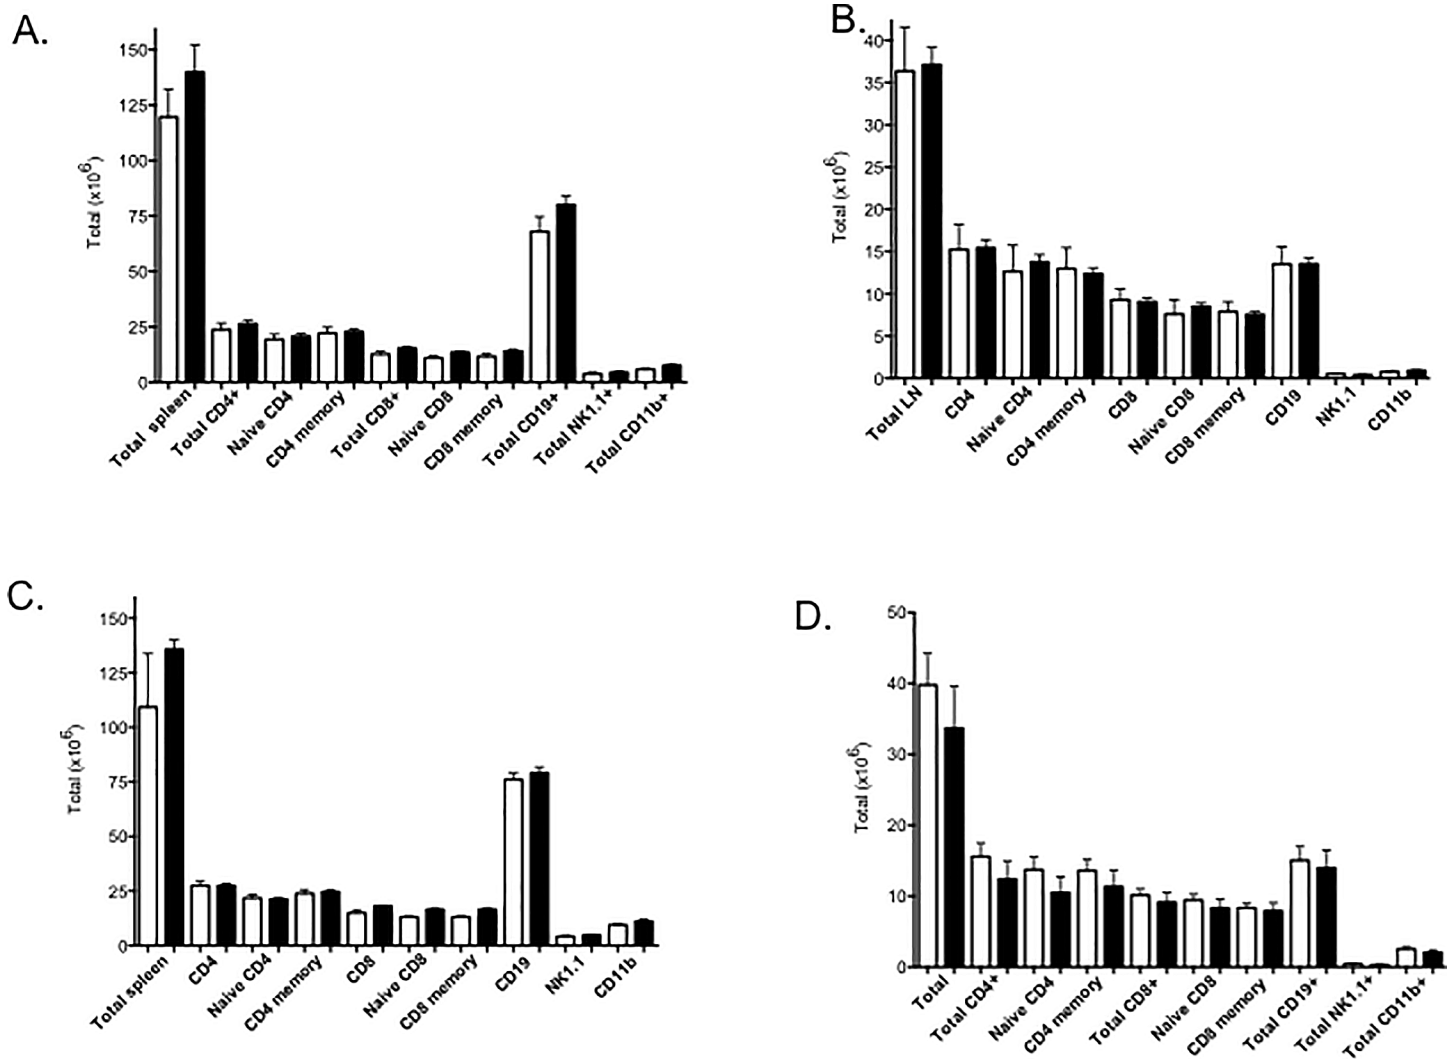 A.
Total (x10⁶)
150
125
100
75
50
25
0
Total spleen
Total CD4+
Naive CD4
CD4 memory
Total CD8+
Naive CD8
CD8 memory
Total CD19+
Total NK1.1+
Total CD11b+
B.
Total (x10⁶)
40
35
30
25
20
15
10
5
0
Total LN
CD4
Naive CD4
CD4 memory
CD8
Naive CD8
CD8 memory
CD19
NK1.1
CD11b
C.
Total (x10⁶)
150
125
100
75
50
25
0
Total spleen
CD4
Naive CD4
CD4 memory
CD8
Naive CD8
CD8 memory
CD19
NK1.1
CD11b
D.
Total (x10⁶)
50
40
30
20
10
0
Total
Total CD4+
Naive CD4
CD4 memory
Total CD8+
Naive CD8
CD8 memory
Total CD19+
Total NK1.1+
Total CD11b+